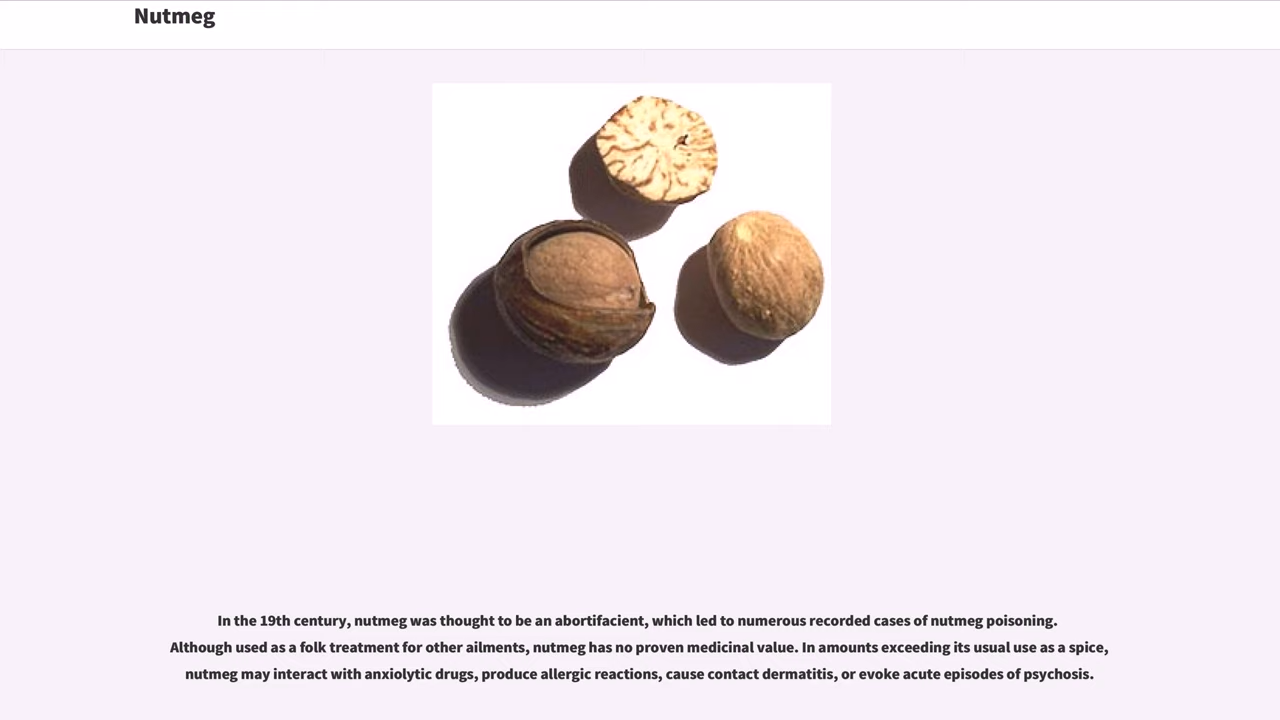 Nutmeg
In the 19th century, nutmeg was thought to be an abortifacient, which led to numerous recorded cases of nutmeg poisoning.
Although used as a folk treatment for other ailments, nutmeg has no proven medicinal value. In amounts exceeding its usual use as a spice,
nutmeg may interact with anxiolytic drugs, produce allergic reactions, cause contact dermatitis, or evoke acute episodes of psychosis.